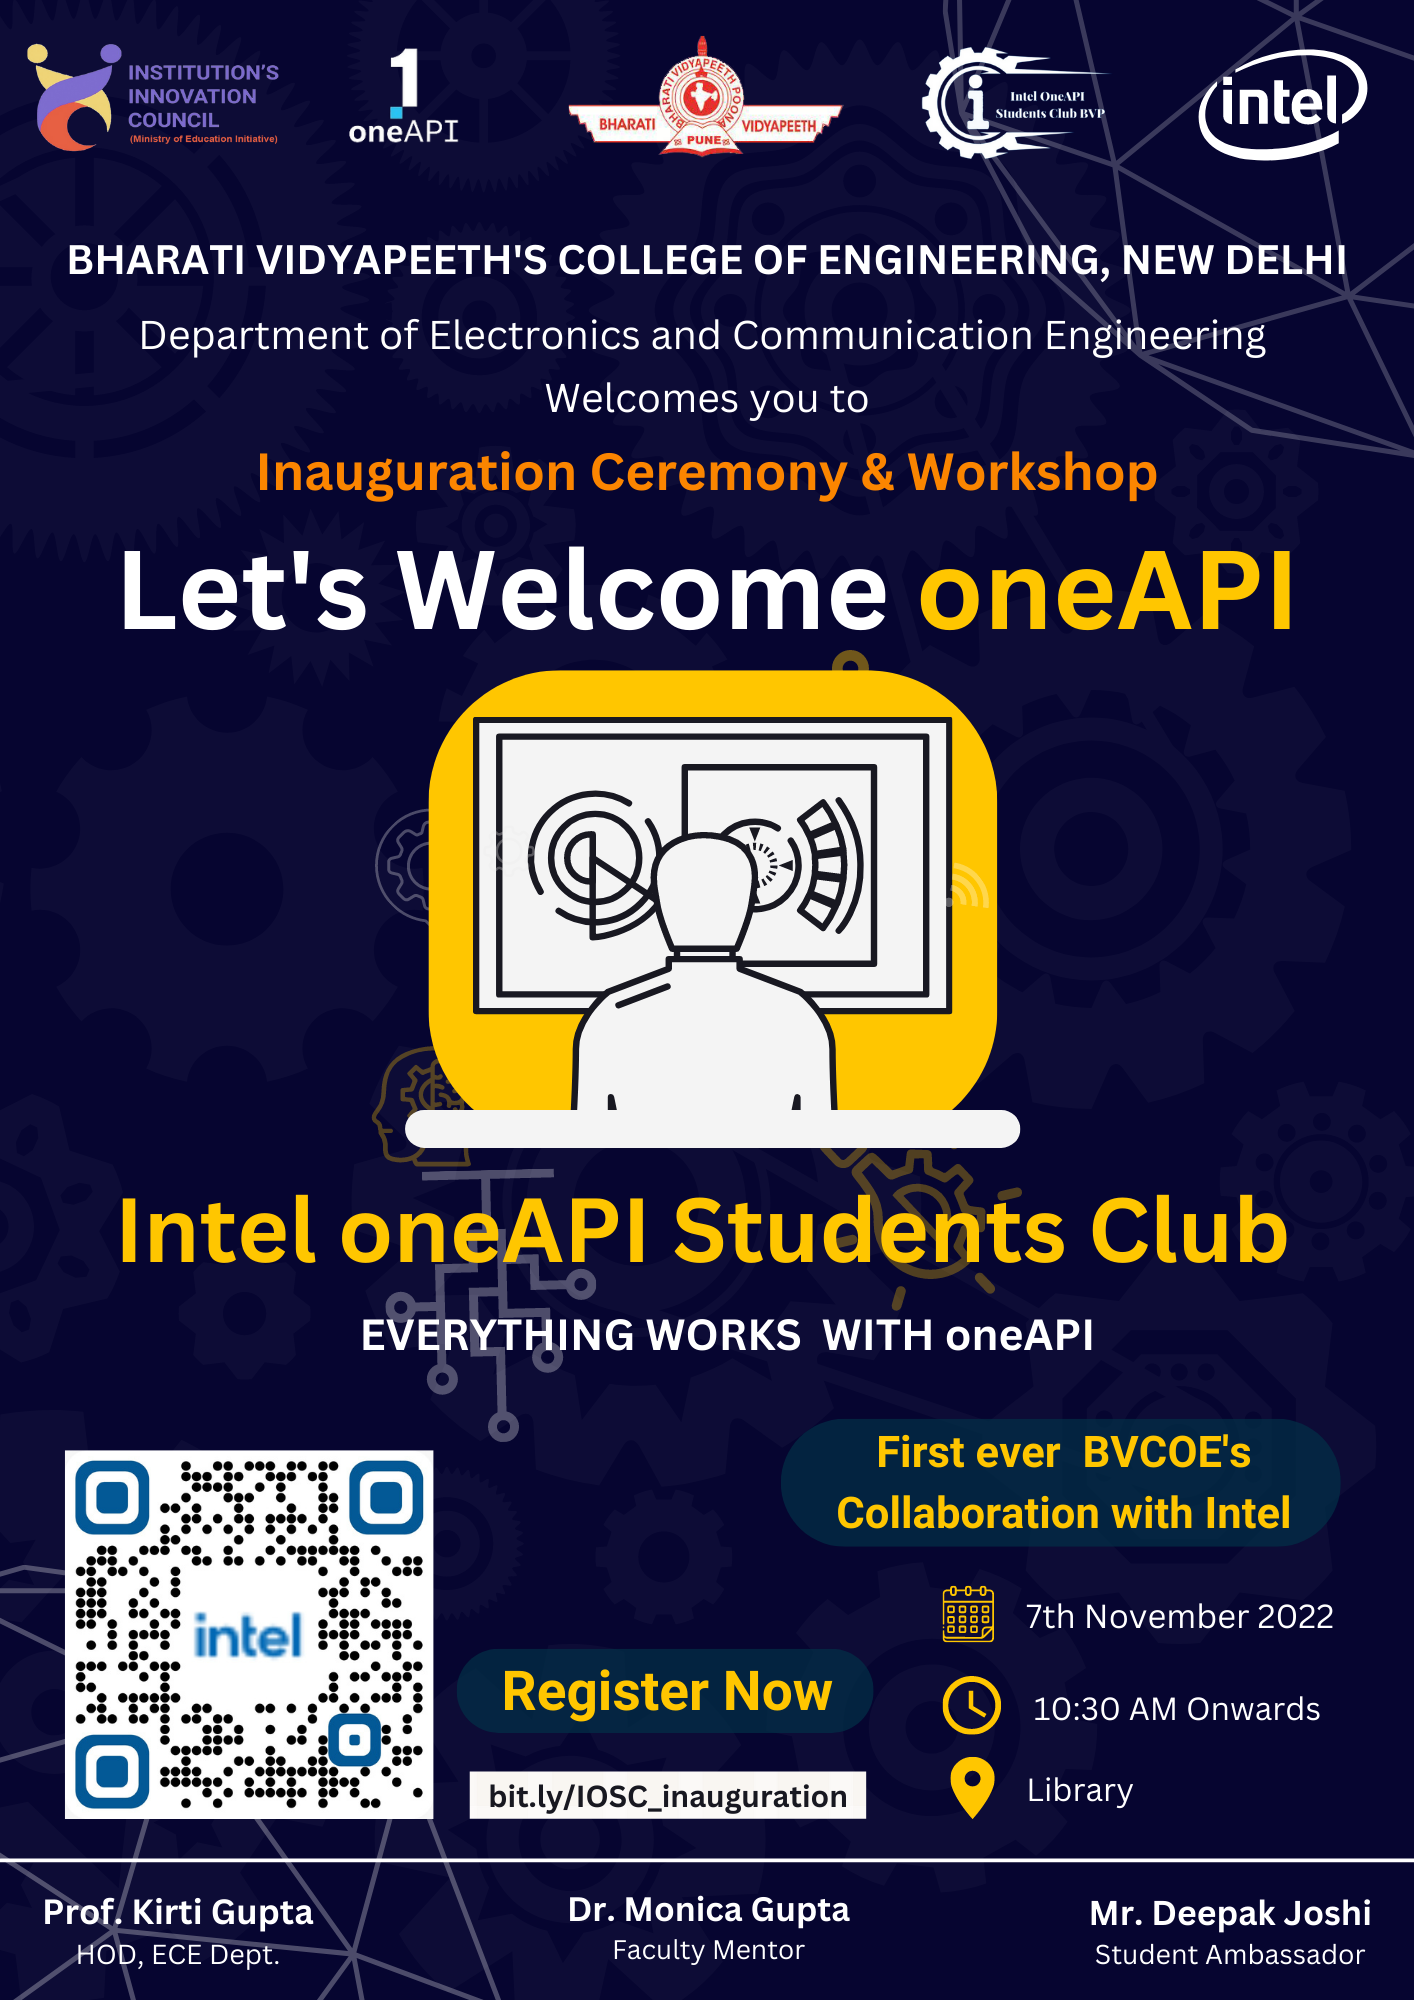 INSTITUTION'S
INNOVATION
COUNCIL
(Ministry of Education Initiative)
1
oneAPI
BHARATI VIDYAPEETH POONA
BHARATI VIDYAPEETH
PUNE
Intel OneAPI
Students Club BVP
intel
BHARATI VIDYAPEETH'S COLLEGE OF ENGINEERING, NEW DELHI
Department of Electronics and Communication Engineering
Welcomes you to
Inauguration Ceremony & Workshop
Let's Welcome oneAPI
Intel oneAPI Students Club
EVERYTHING WORKS WITH oneAPI
First ever BVCOE's
Collaboration with Intel
7th November 2022
10:30 AM Onwards
Library
intel
Register Now
bit.ly/IOSC_inauguration
Prof. Kirti Gupta
HOD, ECE Dept.
Dr. Monica Gupta
Faculty Mentor
Mr. Deepak Joshi
Student Ambassador